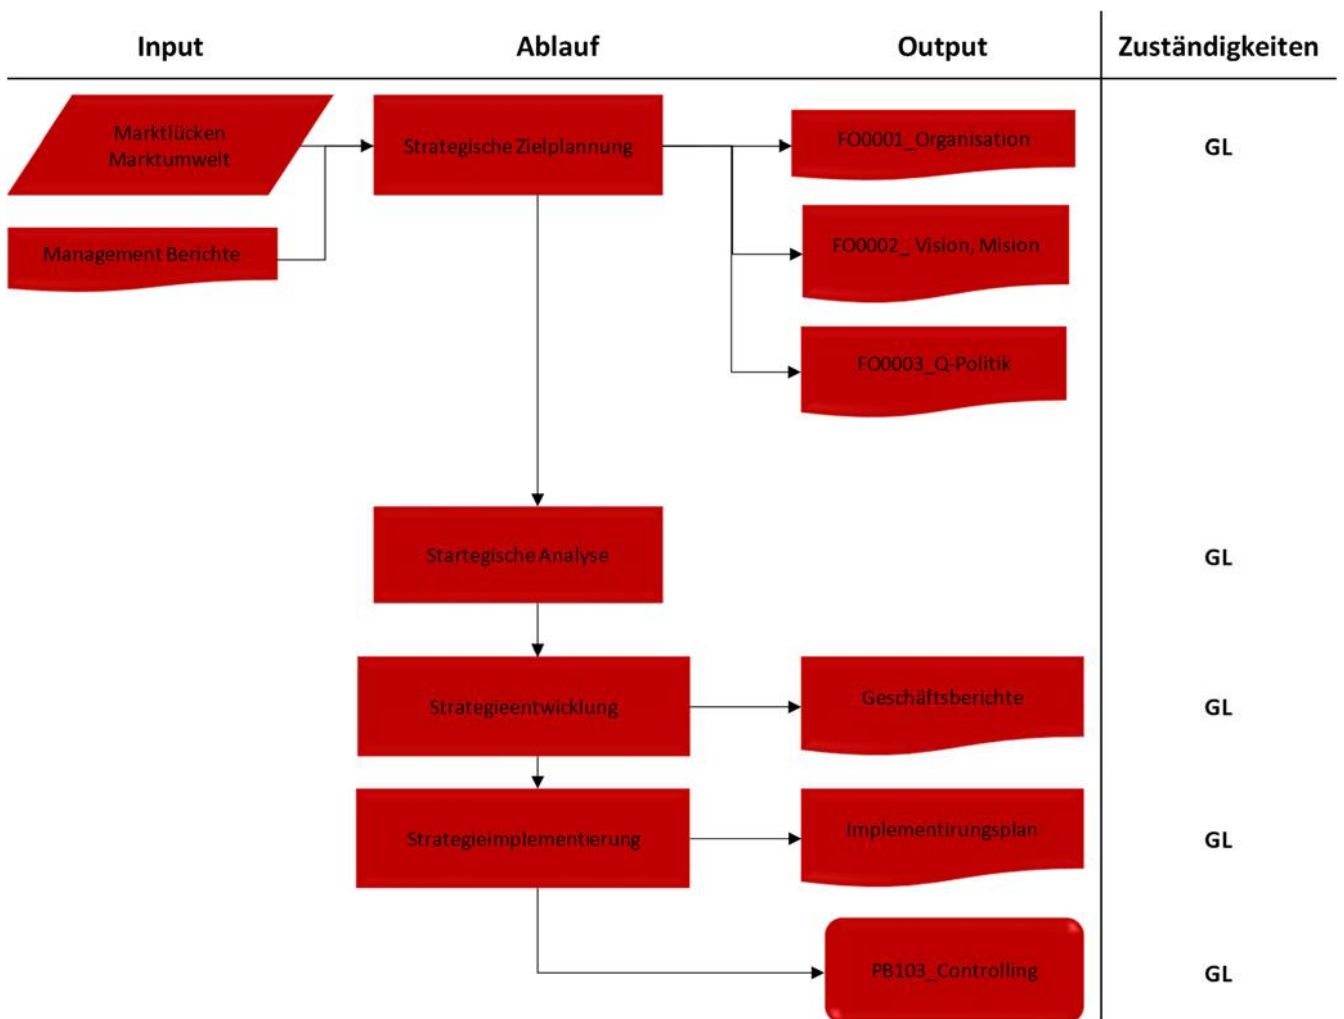 Input
Ablauf
Output
Zuständigkeiten
Marktlücken
Marktumwelt
Strategische Zielplannung
FO0001_Organisation
GL
Management Berichte
FO0002_ Vision, Mision
FO0003_Q-Politik
Startegische Analyse
GL
Strategieentwicklung
Geschäftsberichte
GL
Strategieimplementierung
Implementirungsplan
GL
PB103_Controlling
GL